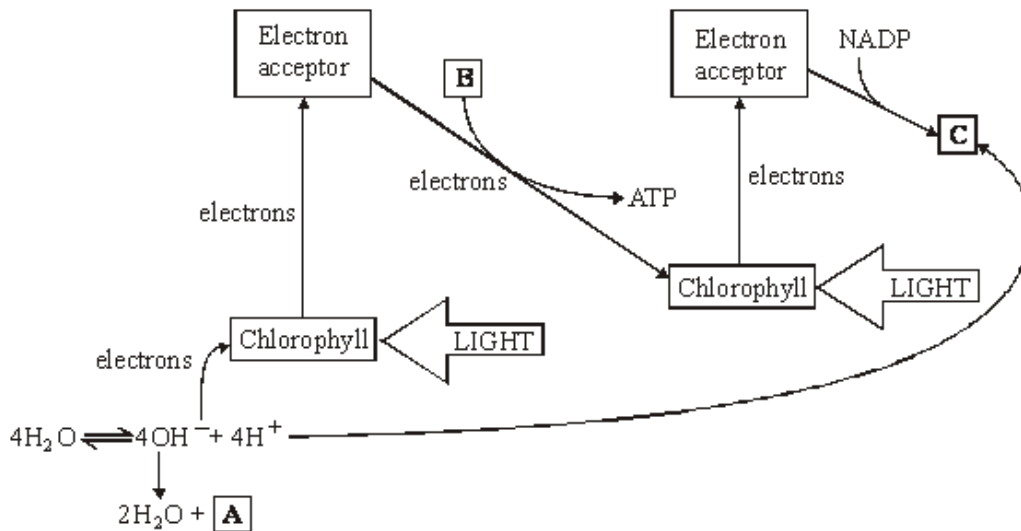 Electron
acceptor
Electron
acceptor
NADP
B
C
electrons
electrons
ATP
electrons
Chlorophyll
LIGHT
Chlorophyll
LIGHT
electrons
4H₂O ⇌ 4OH⁻ + 4H⁺
2H₂O + A